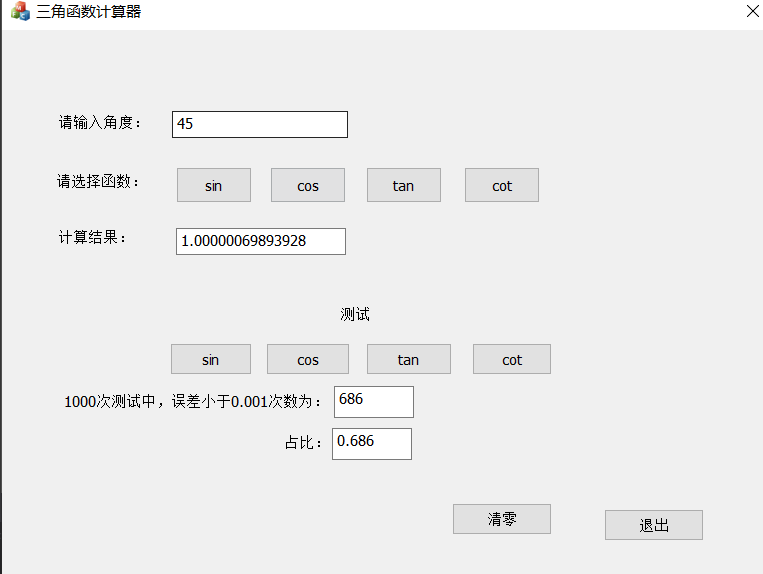 三角函数计算器
请输入角度： 45
请选择函数： sin cos tan cot
计算结果： 1.00000069893928
测试
sin cos tan cot
1000次测试中，误差小于0.001次数为： 686
占比： 0.686
清零 退出